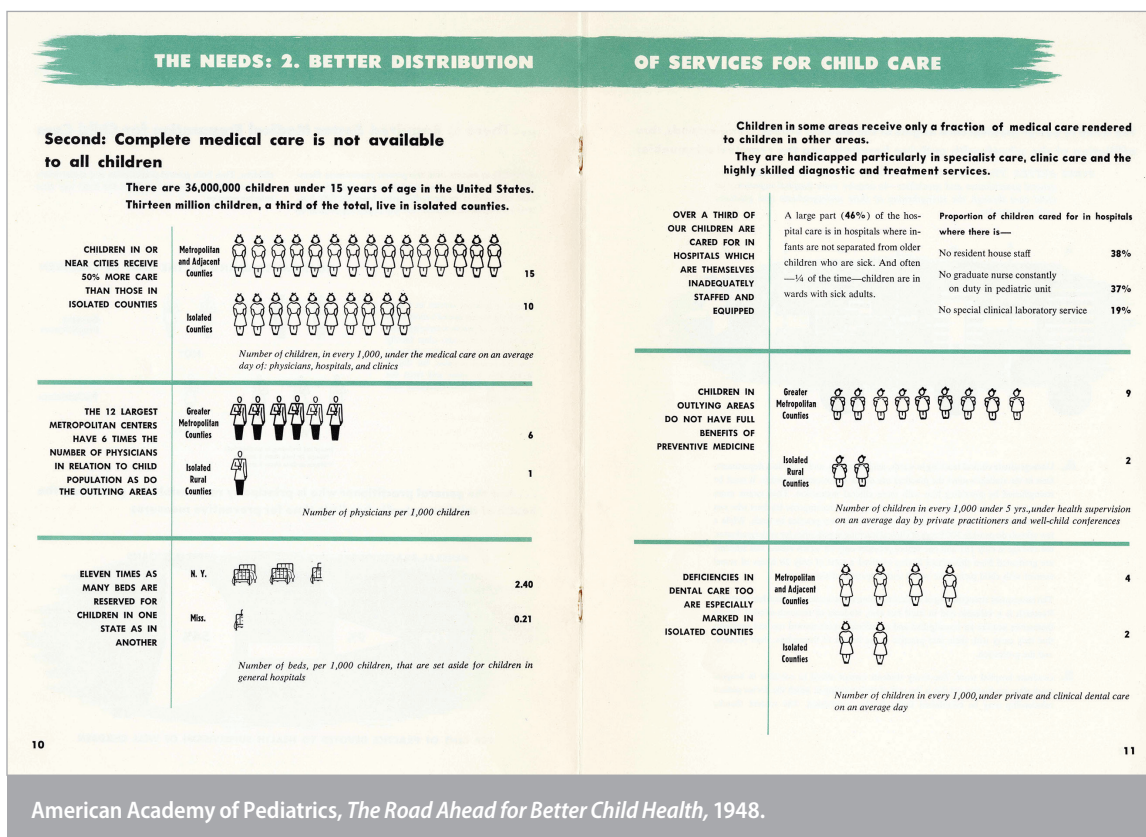 THE NEEDS: 2. BETTER DISTRIBUTION
Second: Complete medical care is not available
to all children
There are 36,000,000 children under 15 years of age in the United States.
Thirteen million children, a third of the total, live in isolated counties.
CHILDREN IN OR
NEAR CITIES RECEIVE
50% MORE CARE
THAN THOSE IN
ISOLATED COUNTIES
Metropolitan
and Adjacent
Counties
15
Isolated
Counties
10
Number of children, in every 1,000, under the medical care on an average
day of: physicians, hospitals, and clinics
THE 12 LARGEST
METROPOLITAN CENTERS
HAVE 6 TIMES THE
NUMBER OF PHYSICIANS
IN RELATION TO CHILD
POPULATION AS DO
THE OUTLYING AREAS
Greater
Metropolitan
Counties
6
Isolated
Rural
Counties
1
Number of physicians per 1,000 children
ELEVEN TIMES AS
MANY BEDS ARE
RESERVED FOR
CHILDREN IN ONE
STATE AS IN
ANOTHER
N. Y.
2.40
Miss.
0.21
Number of beds, per 1,000 children, that are set aside for children in
general hospitals
10
OF SERVICES FOR CHILD CARE
Children in some areas receive only a fraction of medical care rendered
to children in other areas.
They are handicapped particularly in specialist care, clinic care and the
highly skilled diagnostic and treatment services.
OVER A THIRD OF
OUR CHILDREN ARE
CARED FOR IN
HOSPITALS WHICH
ARE THEMSELVES
INADEQUATELY
STAFFED AND
EQUIPPED
A large part (46%) of the hos-
pital care is in hospitals where in-
fants are not separated from older
children who are sick. And often
—¼ of the time—children are in
wards with sick adults.
Proportion of children cared for in hospitals
where there is—
No resident house staff 38%
No graduate nurse constantly
on duty in pediatric unit 37%
No special clinical laboratory service 19%
CHILDREN IN
OUTLYING AREAS
DO NOT HAVE FULL
BENEFITS OF
PREVENTIVE MEDICINE
Greater
Metropolitan
Counties
9
Isolated
Rural
Counties
2
Number of children in every 1,000 under 5 yrs., under health supervision
on an average day by private practitioners and well-child conferences
DEFICIENCIES IN
DENTAL CARE TOO
ARE ESPECIALLY
MARKED IN
ISOLATED COUNTIES
Metropolitan
and Adjacent
Counties
4
Isolated
Counties
2
Number of children in every 1,000, under private and clinical dental care
on an average day
11
American Academy of Pediatrics, The Road Ahead for Better Child Health, 1948.